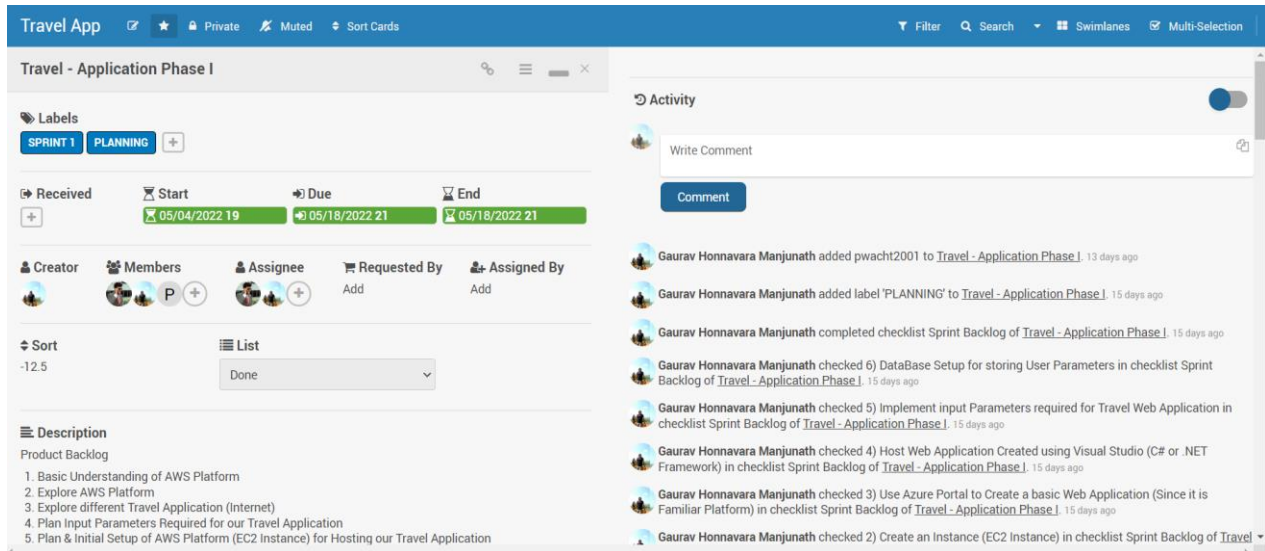 Travel App Private Muted Sort Cards Filter Search Swimlanes Multi-Selection
Travel - Application Phase I
Labels
SPRINT 1 PLANNING
Received Start Due End
05/04/2022 19 05/18/2022 21 05/18/2022 21
Creator Members Assignee Requested By Assigned By
P Add Add
Sort List
-12.5 Done
Description
Product Backlog
1. Basic Understanding of AWS Platform
2. Explore AWS Platform
3. Explore different Travel Application (Internet)
4. Plan Input Parameters Required for our Travel Application
5. Plan & Initial Setup of AWS Platform (EC2 Instance) for Hosting our Travel Application
Activity
Write Comment
Comment
Gaurav Honnavara Manjunath added pwacht2001 to Travel - Application Phase I. 13 days ago
Gaurav Honnavara Manjunath added label 'PLANNING' to Travel - Application Phase I. 15 days ago
Gaurav Honnavara Manjunath completed checklist Sprint Backlog of Travel - Application Phase I. 15 days ago
Gaurav Honnavara Manjunath checked 6) DataBase Setup for storing User Parameters in checklist Sprint
Backlog of Travel - Application Phase I. 15 days ago
Gaurav Honnavara Manjunath checked 5) Implement input Parameters required for Travel Web Application in
checklist Sprint Backlog of Travel - Application Phase I. 15 days ago
Gaurav Honnavara Manjunath checked 4) Host Web Application Created using Visual Studio (C# or .NET
Framework) in checklist Sprint Backlog of Travel - Application Phase I. 15 days ago
Gaurav Honnavara Manjunath checked 3) Use Azure Portal to Create a basic Web Application (Since it is
Familiar Platform) in checklist Sprint Backlog of Travel - Application Phase I. 15 days ago
Gaurav Honnavara Manjunath checked 2) Create an Instance (EC2 Instance) in checklist Sprint Backlog of Travel